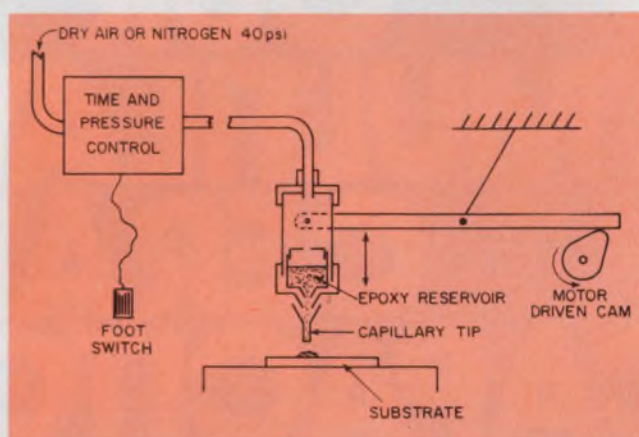 DRY AIR OR NITROGEN 40psi
TIME AND
PRESSURE
CONTROL
FOOT
SWITCH
EPOXY RESERVOIR
CAPILLARY TIP
MOTOR
DRIVEN CAM
SUBSTRATE